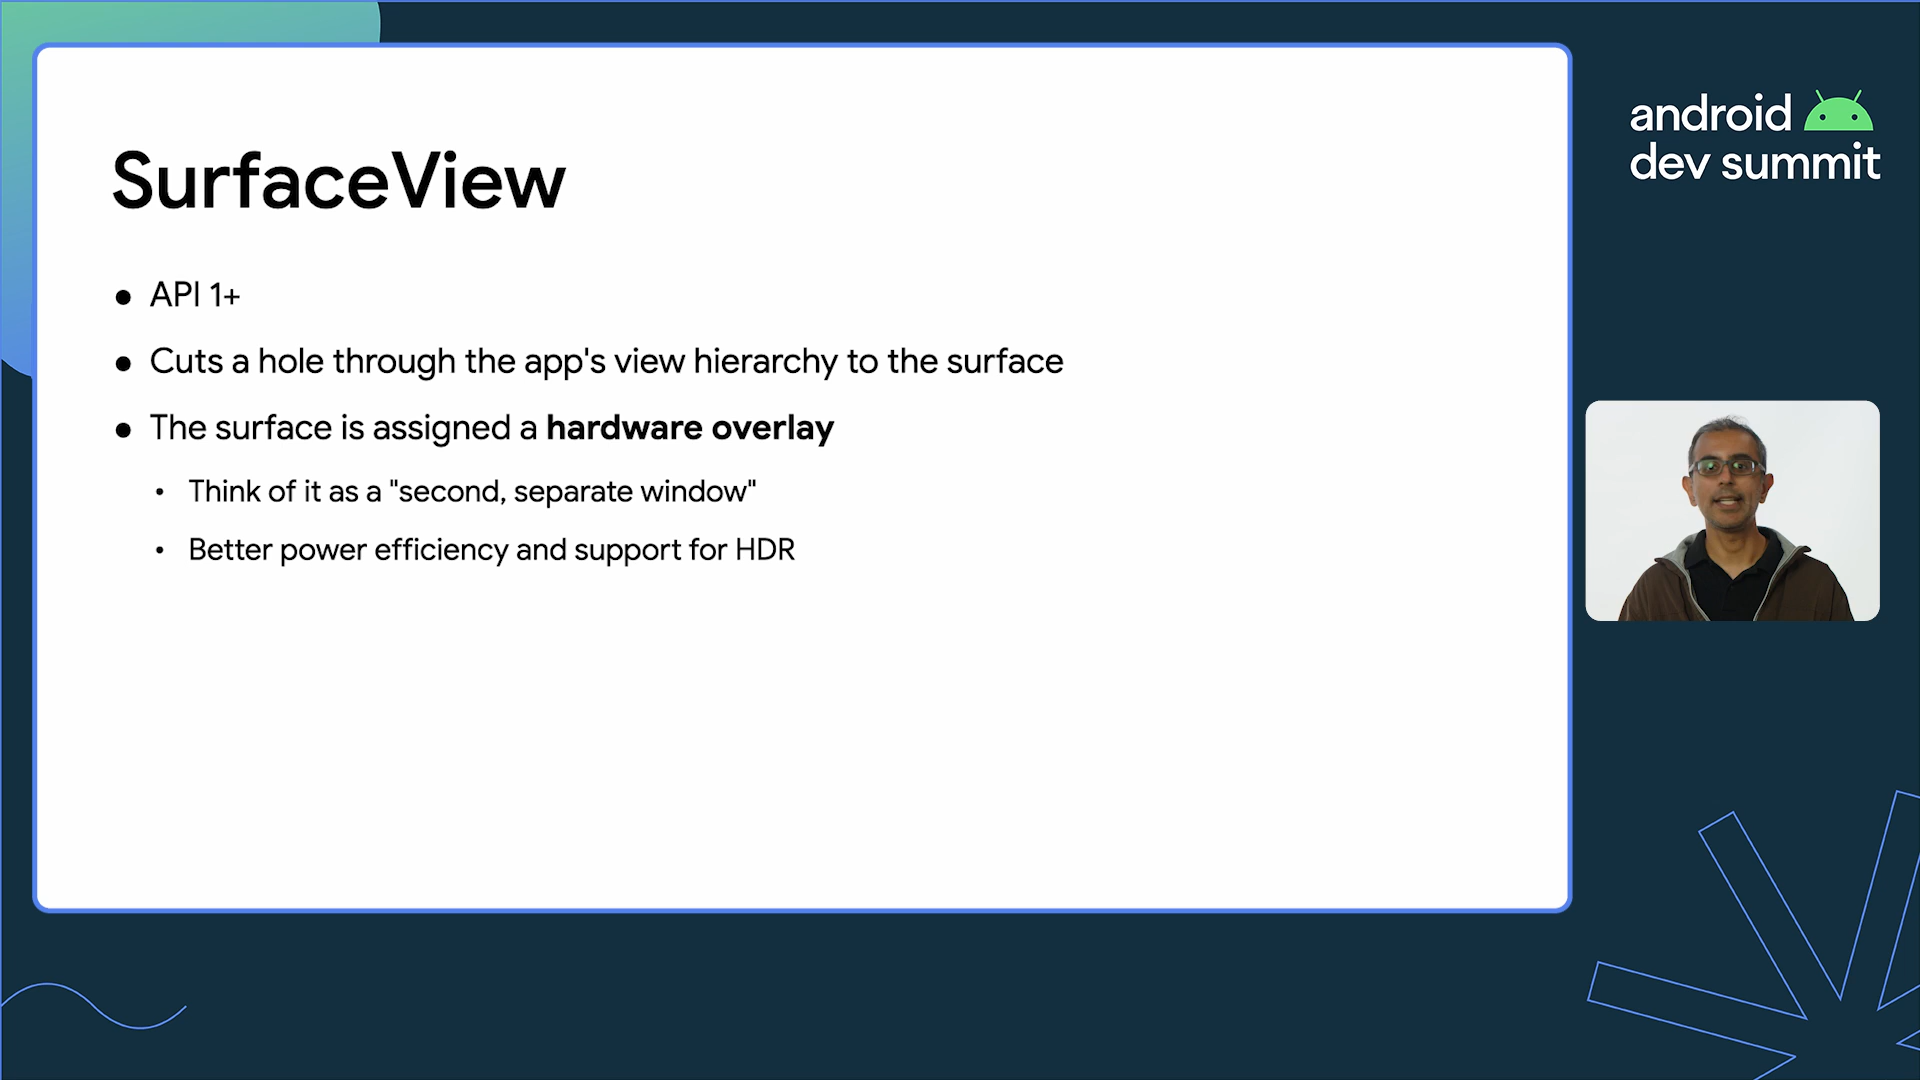 SurfaceView
● API 1+
● Cuts a hole through the app's view hierarchy to the surface
● The surface is assigned a hardware overlay
• Think of it as a "second, separate window"
• Better power efficiency and support for HDR
android
dev summit